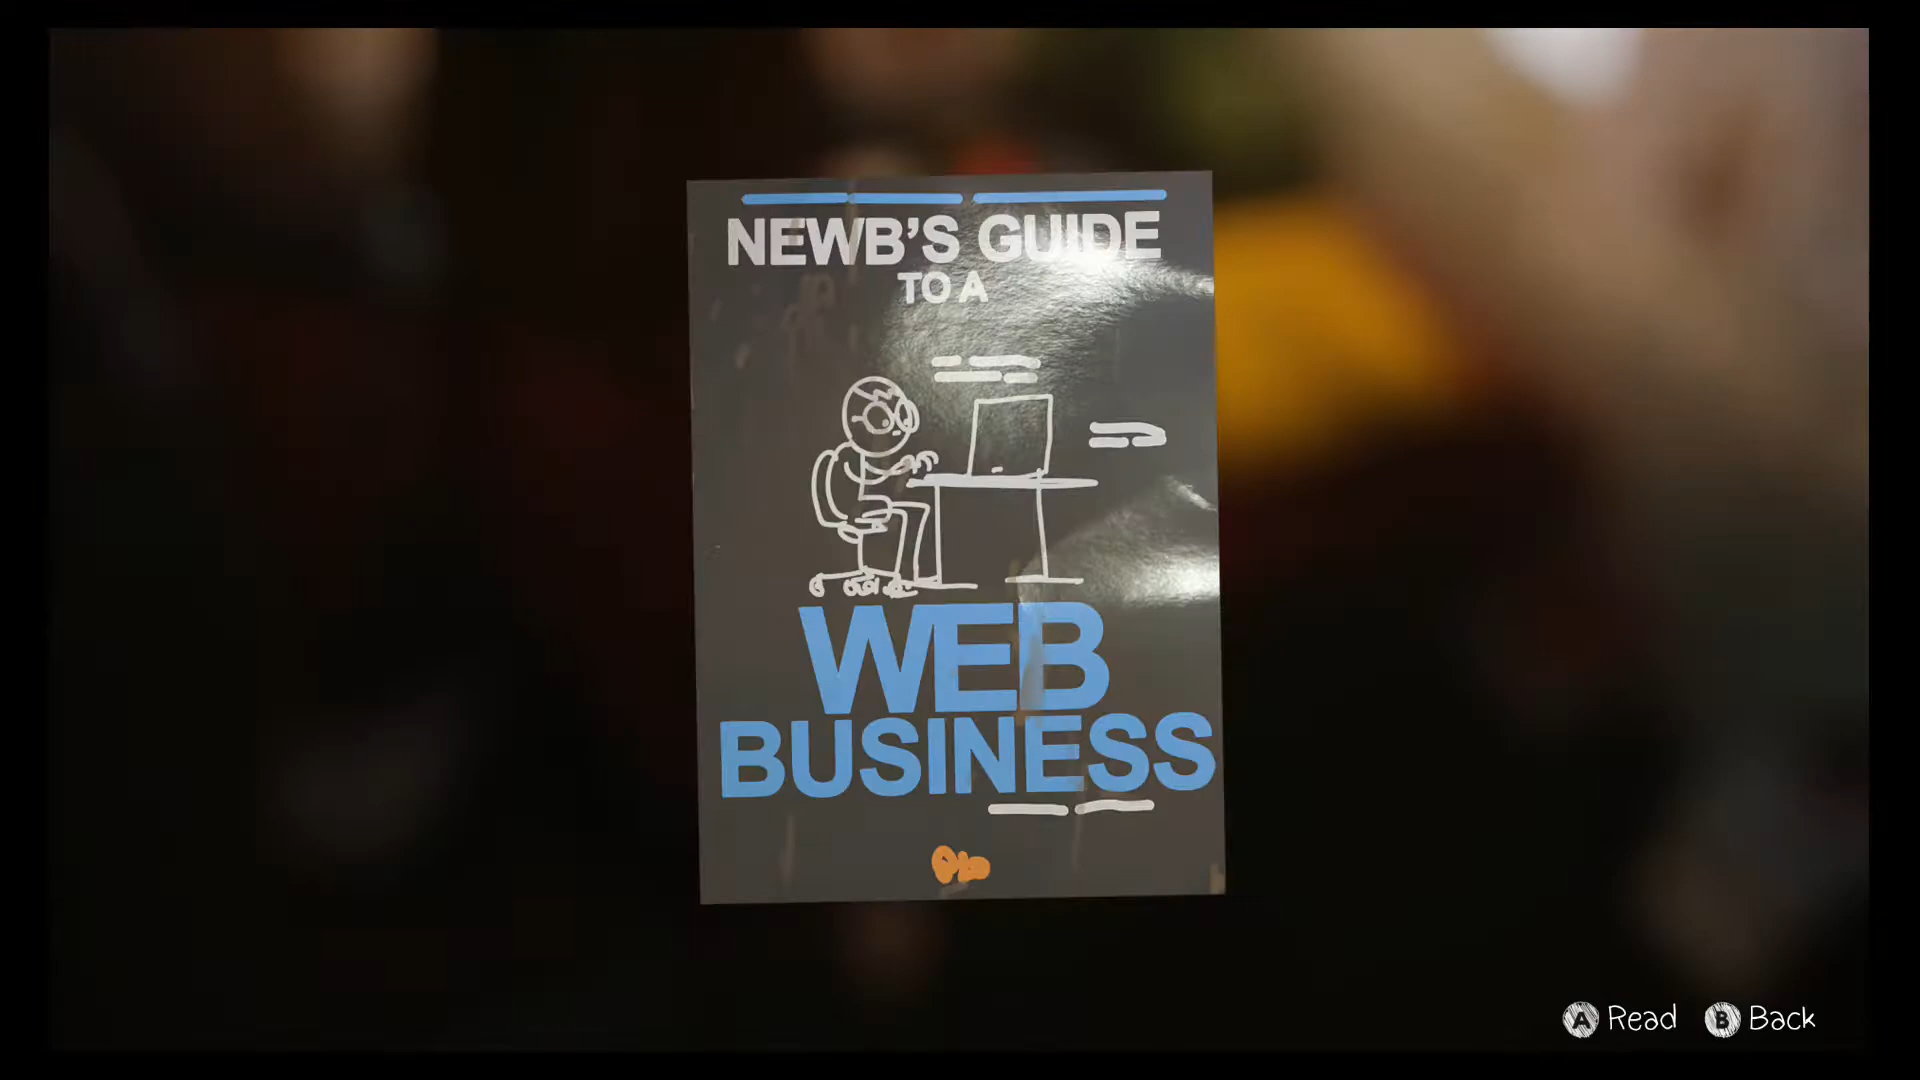 NEWB'S GUIDE
TO A
WEB
BUSINESS
A Read B Back